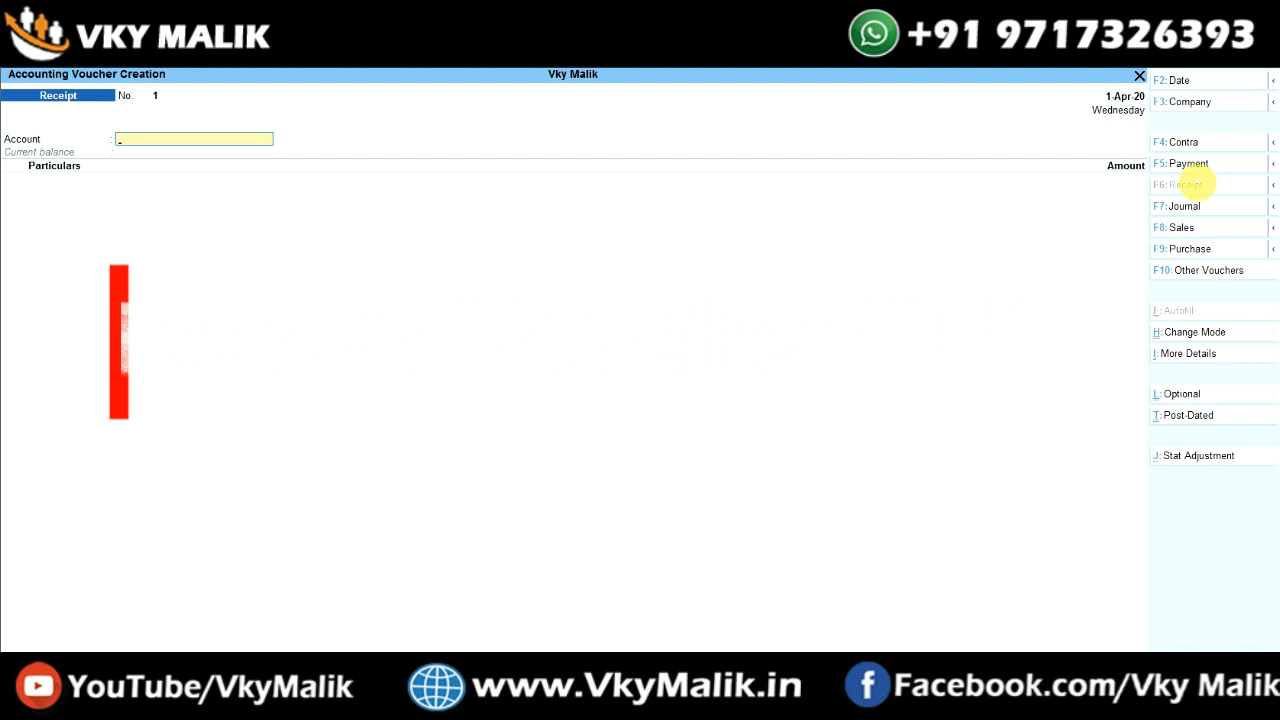 VKY MALIK
+91 9717326393
Accounting Voucher Creation
Vky Malik
Receipt No. 1
1-Apr-20
Wednesday
Account :
Current balance :
Particulars
Amount
F2: Date
F3: Company
F4: Contra
F5: Payment
F6: Receipt
F7: Journal
F8: Sales
F9: Purchase
F10: Other Vouchers
E: Autofill
H: Change Mode
I: More Details
L: Optional
T: Post-Dated
J: Stat Adjustment
YouTube/VkyMalik
www.VkyMalik.in
Facebook.com/Vky Malik